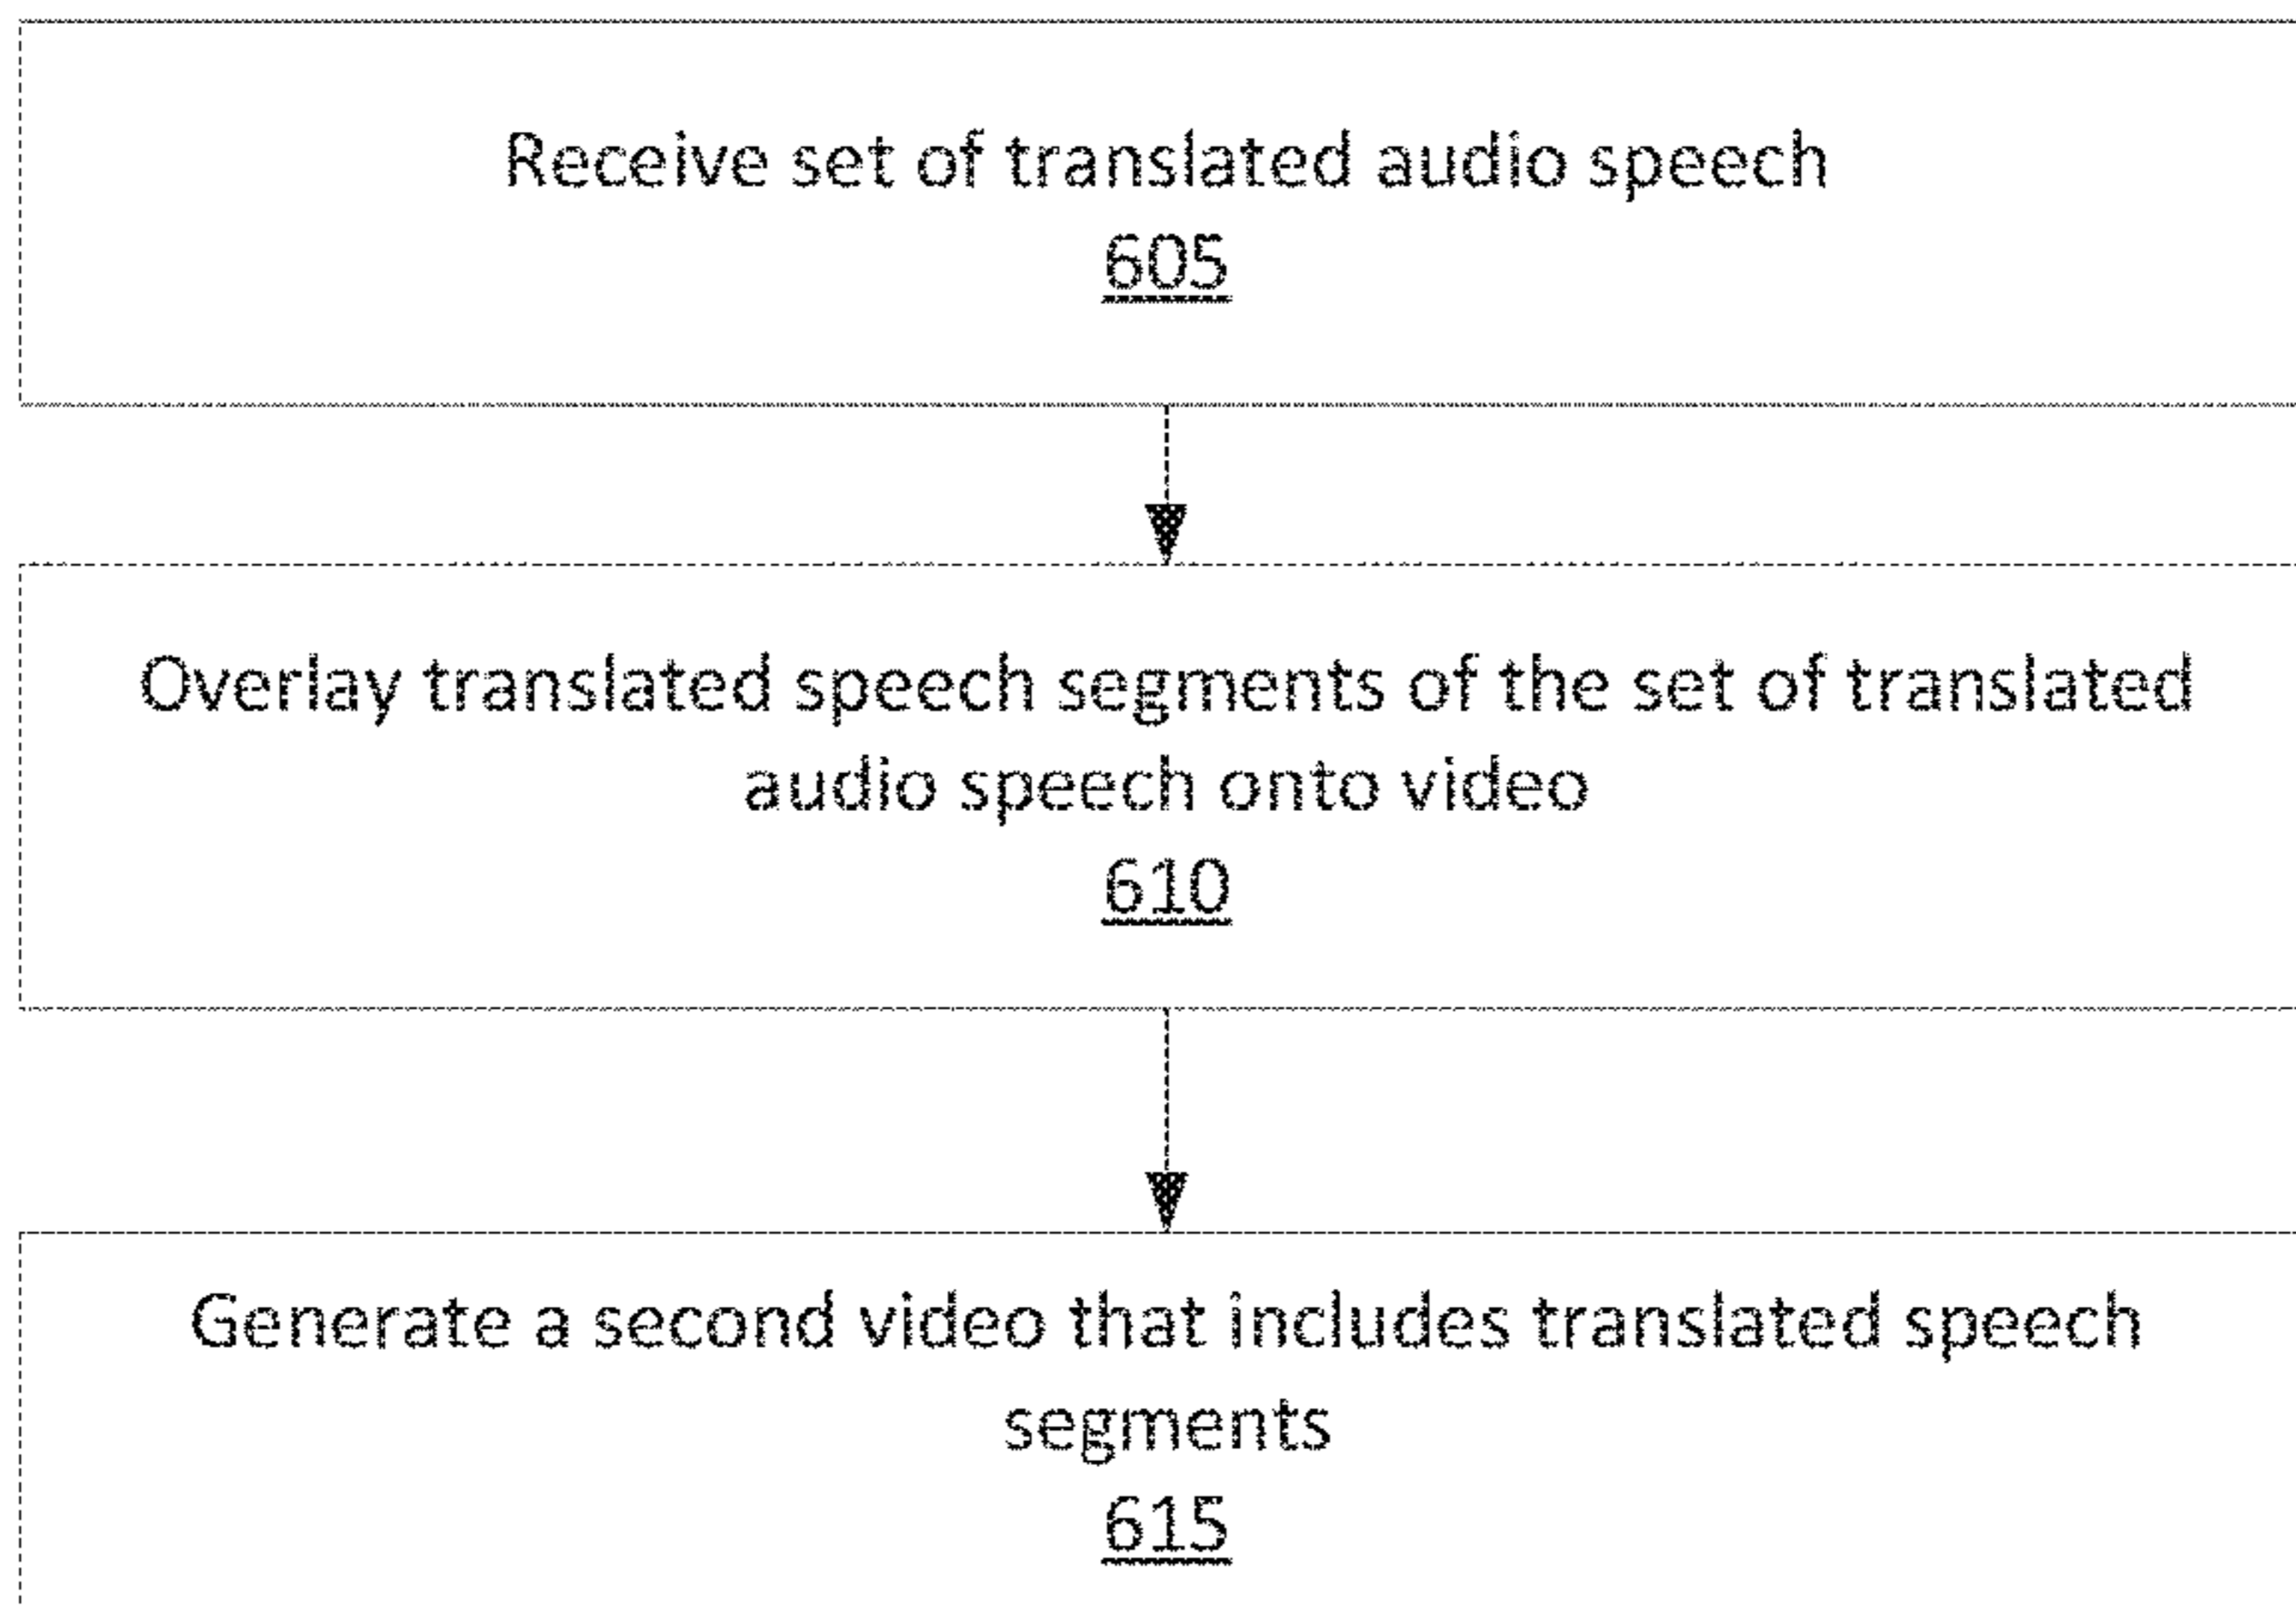 Receive set of translated audio speech
605
Overlay translated speech segments of the set of translated
audio speech onto video
610
Generate a second video that includes translated speech
segments
615